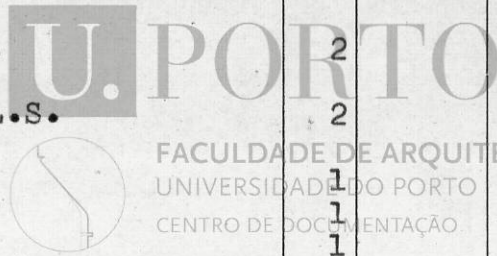 U. PORTO
2
.S. 2
FACULDADE DE ARQUITE
1
UNIVERSIDADE DO PORTO
1
CENTRO DE DOCUMENTAÇÃO
1